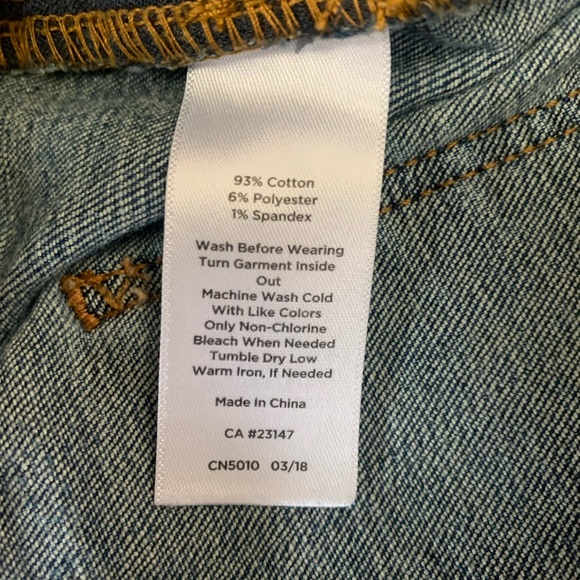 93% Cotton
6% Polyester
1% Spandex
Wash Before Wearing
Turn Garment Inside
Out
Machine Wash Cold
With Like Colors
Only Non-Chlorine
Bleach When Needed
Tumble Dry Low
Warm Iron, If Needed
Made In China
CA #23147
CN5010 03/18